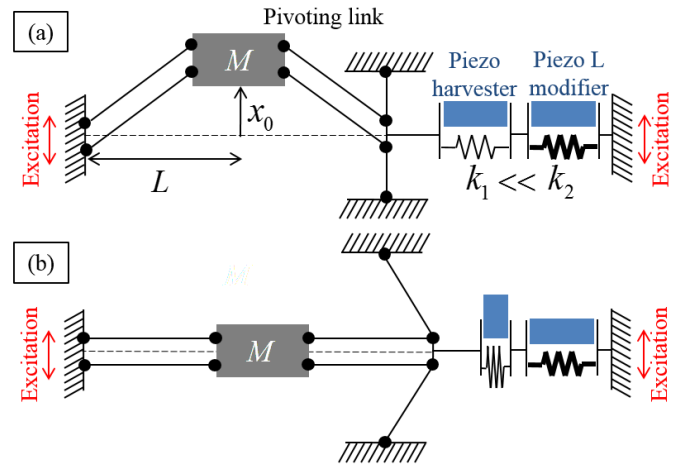 Pivoting link
(a)
M
Piezo
harvester
Piezo L
modifier
Excitation
x0
L
k1 << k2
Excitation
(b)
M
Excitation
M
Excitation